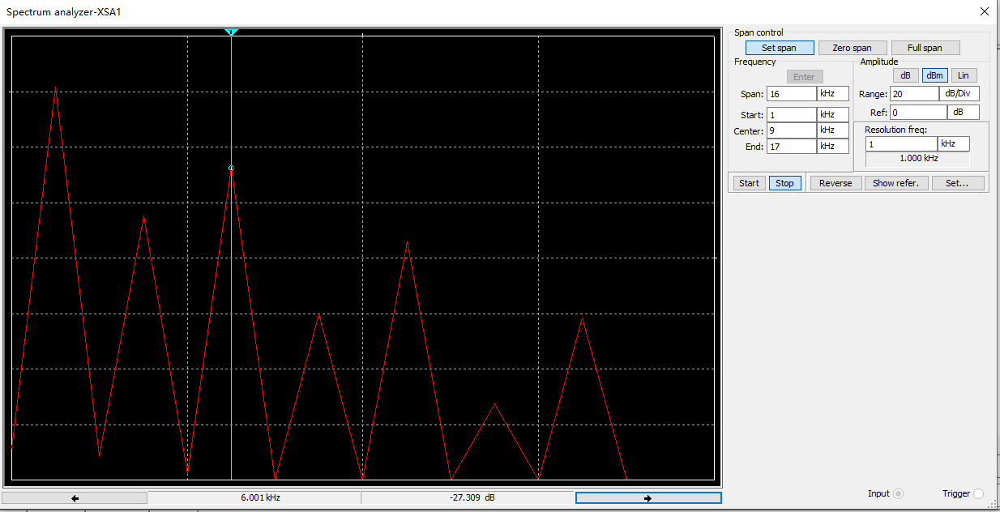 Spectrum analyzer-XSA1
1
Span control
Set span
Zero span
Full span
Frequency
Amplitude
Enter
dB
dBm
Lin
Span: 16 kHz
Range: 20 dB/Div
Start: 1 kHz
Ref: 0 dB
Center: 9 kHz
Resolution freq:
End: 17 kHz
1 kHz
1.000 kHz
Start
Stop
Reverse
Show refer.
Set...
6.001 kHz
-27.309 dB
Input
Trigger